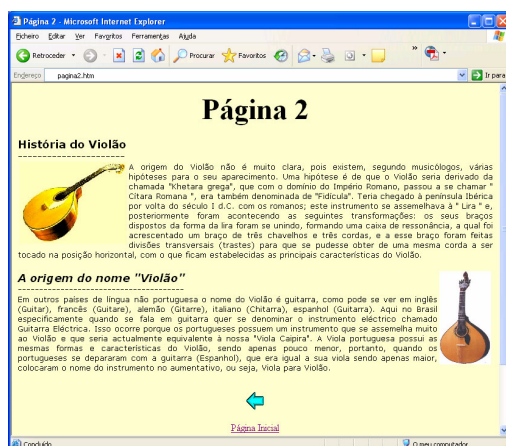 Página 2 - Microsoft Internet Explorer
Ficheiro Editar Ver Favoritos Ferramentas Ajuda
Retroceder Procurar Favoritos »
Endereço pagina2.htm Ir para
Página 2
História do Violão
A origem do Violão não é muito clara, pois existem, segundo musicólogos, várias
hipóteses para o seu aparecimento. Uma hipótese é de que o Violão seria derivado da
chamada "Khetara grega", que com o domínio do Império Romano, passou a se chamar "
Cítara Romana ", era também denominada de "Fidícula". Teria chegado à península Ibérica
por volta do século I d.C. com os romanos; este instrumento se assemelhava à " Lira " e,
posteriormente foram acontecendo as seguintes transformações: os seus braços
dispostos da forma da lira foram se unindo, formando uma caixa de ressonância, a qual foi
acrescentado um braço de três chavelhos e três cordas, e a esse braço foram feitas
divisões transversais (trastes) para que se pudesse obter de uma mesma corda a ser
tocado na posição horizontal, com o que ficam estabelecidas as principais características do Violão.
A origem do nome "Violão"
Em outros países de língua não portuguesa o nome do Violão é guitarra, como pode se ver em inglês
(Guitar), francês (Guitare), alemão (Gitarre), italiano (Chitarra), espanhol (Guitarra). Aqui no Brasil
especificamente quando se fala em guitarra quer se denominar o instrumento eléctrico chamado
Guitarra Eléctrica. Isso ocorre porque os portugueses possuem um instrumento que se assemelha muito
ao Violão e que seria actualmente equivalente à nossa "Viola Caipira". A Viola portuguesa possui as
mesmas formas e características do Violão, sendo apenas pouco menor, portanto, quando os
portugueses se depararam com a guitarra (Espanhol), que era igual a sua viola sendo apenas maior,
colocaram o nome do instrumento no aumentativo, ou seja, Viola para Violão.
Página Inicial
Concluído O meu computador